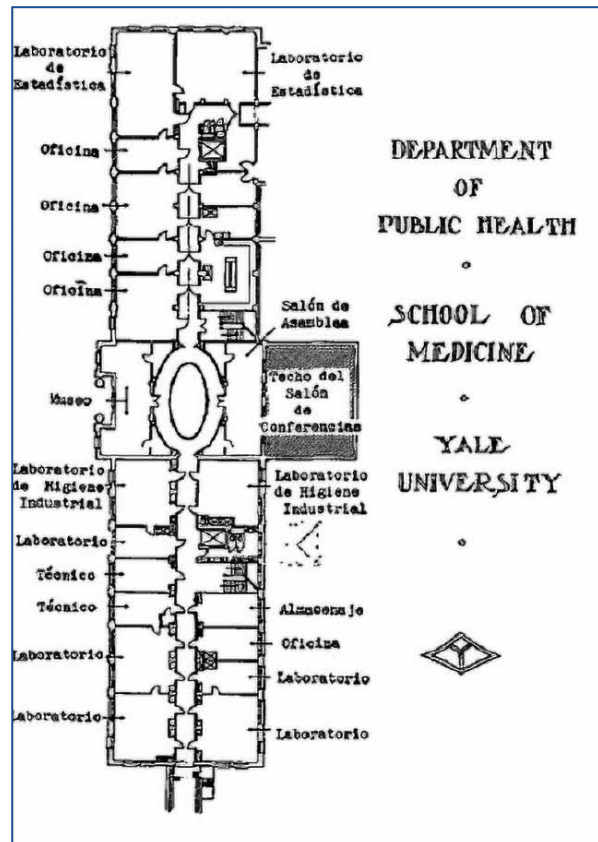 Laboratorio
de
Estadística
Laboratorio
de
Estadística
Oficina
Oficina
Oficina
Oficina
Salón de
Asamblea
Museo
Techo del
Salón
de
Conferencias
Laboratorio
de Higiene
Industrial
Laboratorio
de Higiene
Industrial
Laboratorio
Técnico
Técnico
Almacenaje
Oficina
Laboratorio
Laboratorio
Laboratorio
Laboratorio
DEPARTMENT
OF
PUBLIC HEALTH
SCHOOL OF
MEDICINE
YALE
UNIVERSITY
Y